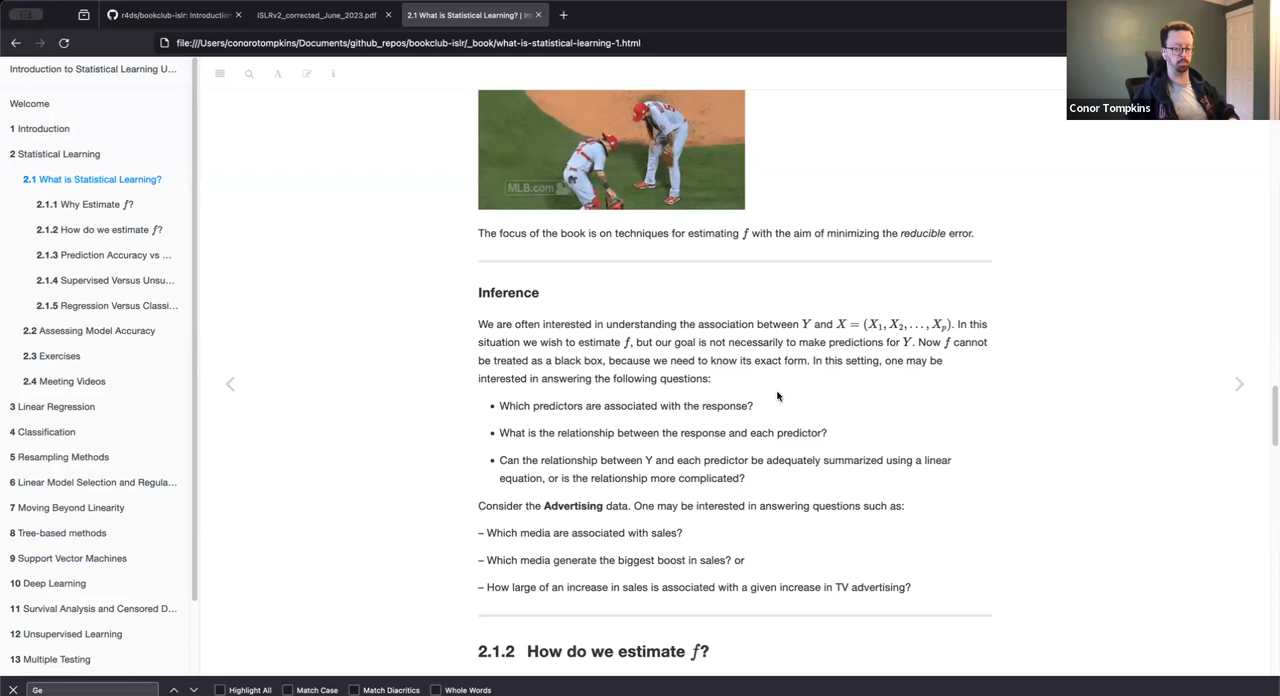 r4ds/bookclub-islr: Introduction
ISLRv2_corrected_June_2023.pdf
2.1 What is Statistical Learning? | In
file:///Users/conorotompkins/Documents/github_repos/bookclub-islr/_book/what-is-statistical-learning-1.html
Introduction to Statistical Learning U...
Welcome
1 Introduction
2 Statistical Learning
2.1 What is Statistical Learning?
2.1.1 Why Estimate f?
2.1.2 How do we estimate f?
2.1.3 Prediction Accuracy vs ...
2.1.4 Supervised Versus Unsu...
2.1.5 Regression Versus Classi...
2.2 Assessing Model Accuracy
2.3 Exercises
2.4 Meeting Videos
3 Linear Regression
4 Classification
5 Resampling Methods
6 Linear Model Selection and Regula...
7 Moving Beyond Linearity
8 Tree-based methods
9 Support Vector Machines
10 Deep Learning
11 Survival Analysis and Censored D...
12 Unsupervised Learning
13 Multiple Testing
MLB.com
The focus of the book is on techniques for estimating f with the aim of minimizing the reducible error.
Inference
We are often interested in understanding the association between Y and X = (X1, X2, . . . , Xp). In this
situation we wish to estimate f, but our goal is not necessarily to make predictions for Y. Now f cannot
be treated as a black box, because we need to know its exact form. In this setting, one may be
interested in answering the following questions:
• Which predictors are associated with the response?
• What is the relationship between the response and each predictor?
• Can the relationship between Y and each predictor be adequately summarized using a linear
equation, or is the relationship more complicated?
Consider the Advertising data. One may be interested in answering questions such as:
– Which media are associated with sales?
– Which media generate the biggest boost in sales? or
– How large of an increase in sales is associated with a given increase in TV advertising?
2.1.2 How do we estimate f?
Conor Tompkins
Ge
Highlight All
Match Case
Match Diacritics
Whole Words